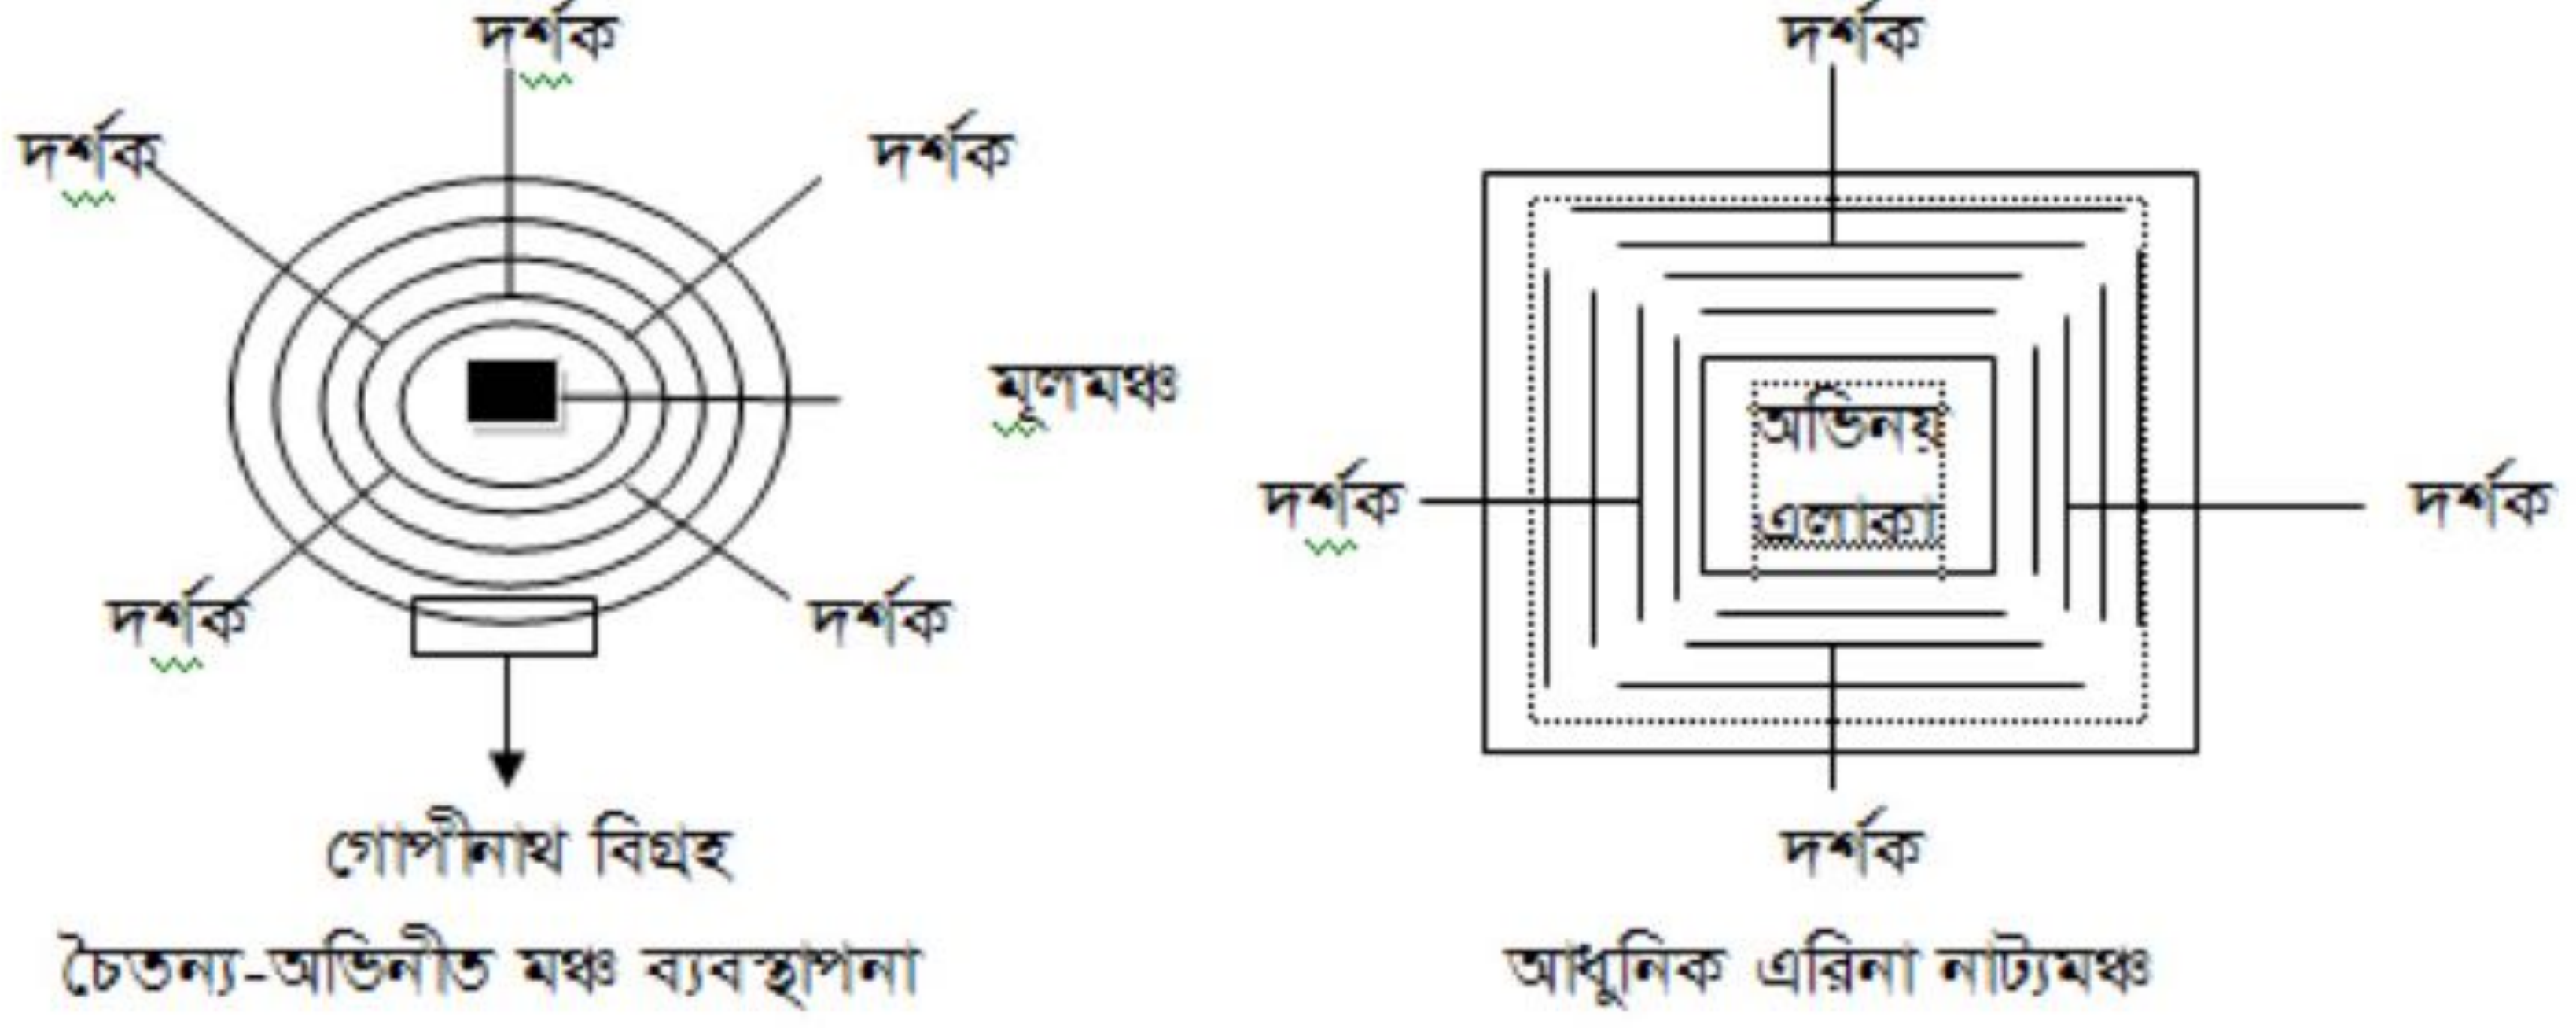 দর্শক
দর্শক
দর্শক
মূলমঞ্চ
দর্শক
দর্শক
গোপীনাথ বিগ্রহ
চৈতন্য-অভিনীত মঞ্চ ব্যবস্থাপনা
দর্শক
অভিনয়
এলাকা
দর্শক
দর্শক
দর্শক
আধুনিক এরিনা নাট্যমঞ্চ